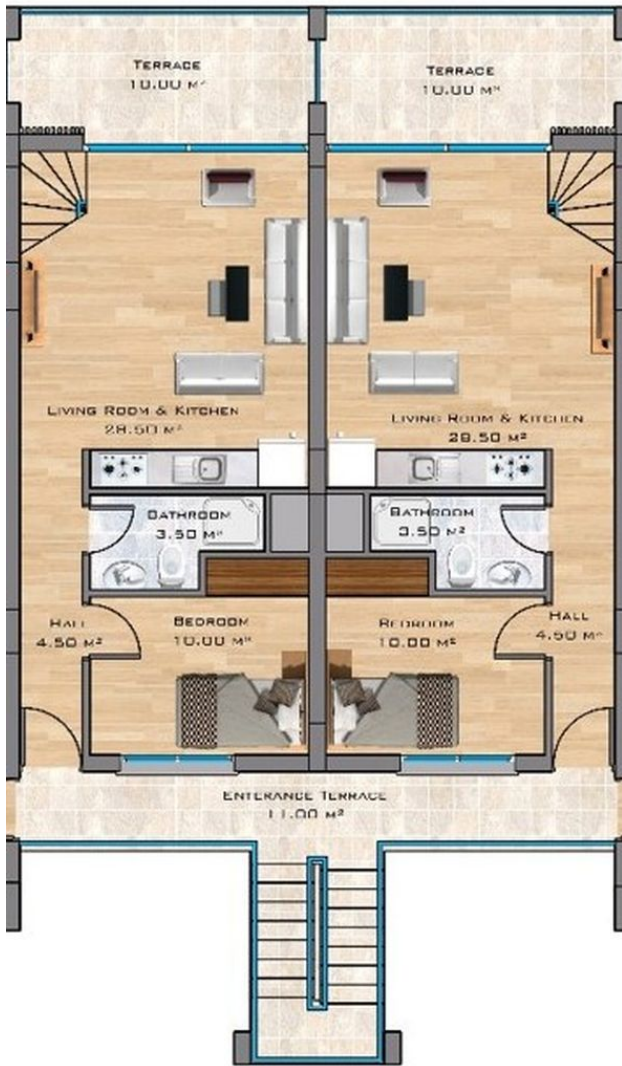 TERRACE
10.00 M²
TERRACE
10.00 M²
LIVING ROOM & KITCHEN
28.50 M²
LIVING ROOM & KITCHEN
28.50 M²
BATHROOM
3.50 M²
BATHROOM
3.50 M²
HALL
4.50 M²
BEDROOM
10.00 M²
BEDROOM
10.00 M²
HALL
4.50 M²
ENTERANCE TERRACE
11.00 M²